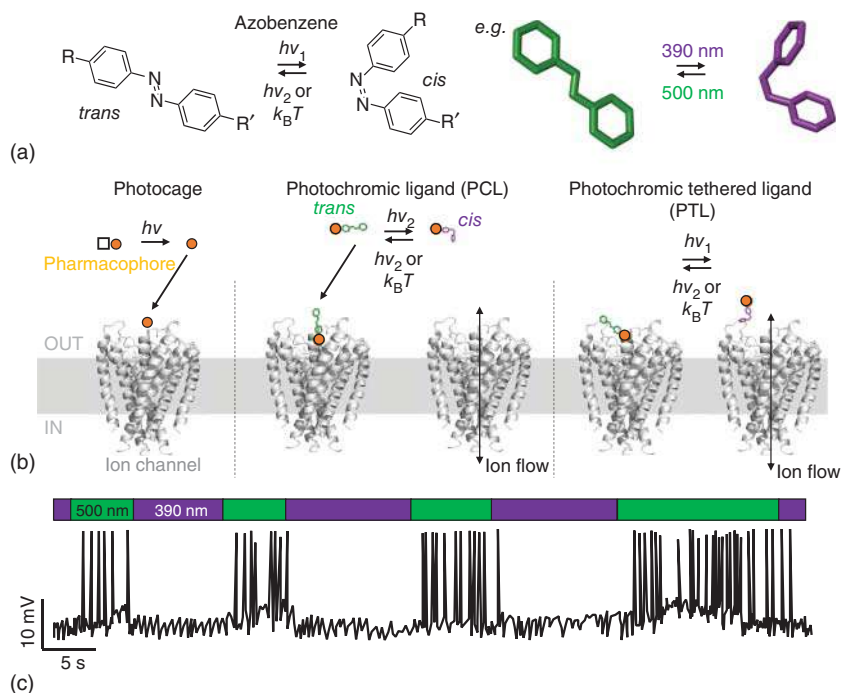 Azobenzene
R
N
N
trans
R′
hν1
hν2 or
kBT
R
N
N
cis
R′
e.g.
390 nm
500 nm
(a)
Photocage
hν
Pharmacophore
Photochromic ligand (PCL)
trans
hν2
cis
hν2 or
kBT
Photochromic tethered ligand
(PTL)
hν1
hν2 or
kBT
OUT
IN
Ion channel
Ion flow
Ion flow
(b)
500 nm
390 nm
10 mV
5 s
(c)